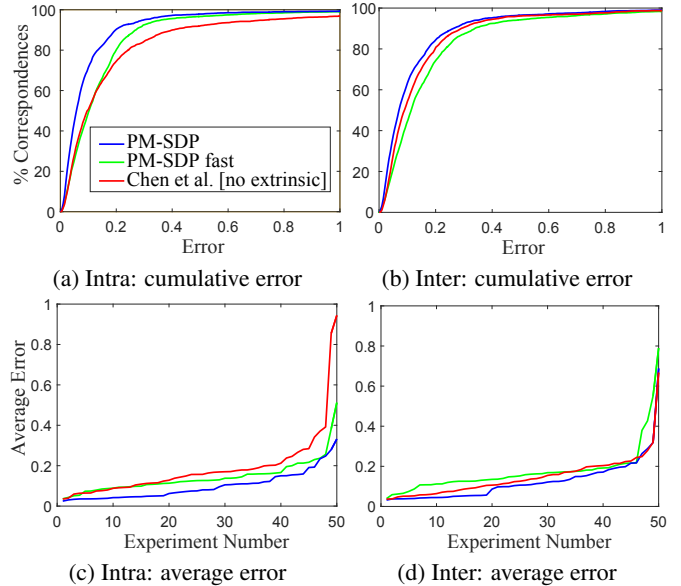 100
80
60
40
20
0
% Correspondences
PM-SDP
PM-SDP fast
Chen et al. [no extrinsic]
0 0.2 0.4 0.6 0.8 1
Error
(a) Intra: cumulative error
100
80
60
40
20
0
0 0.2 0.4 0.6 0.8 1
Error
(b) Inter: cumulative error
1
0.8
0.6
0.4
0.2
0
Average Error
0 10 20 30 40 50
Experiment Number
(c) Intra: average error
1
0.8
0.6
0.4
0.2
0
0 10 20 30 40 50
Experiment Number
(d) Inter: average error